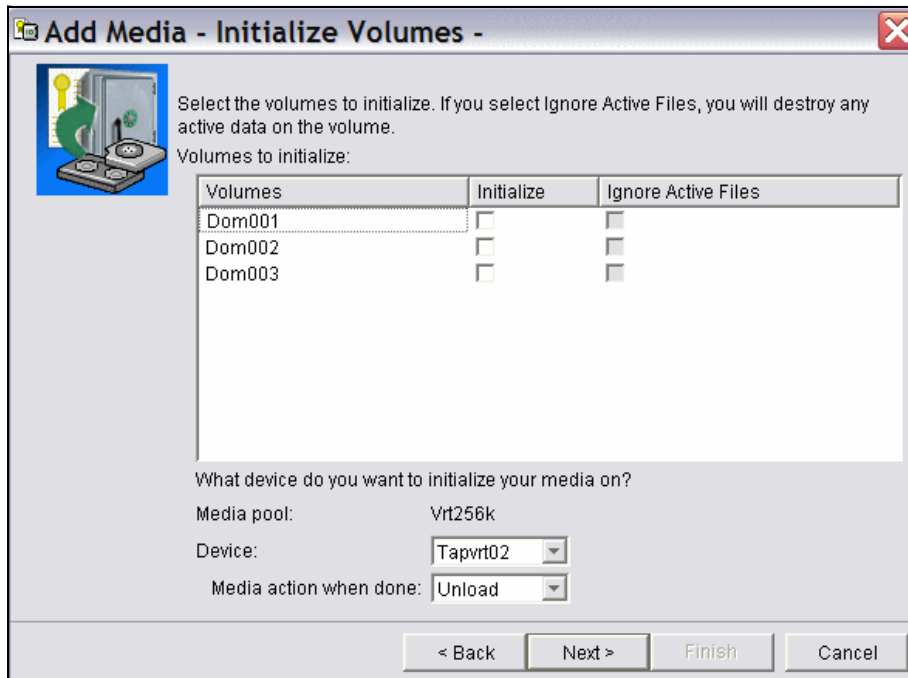 Add Media - Initialize Volumes -
Select the volumes to initialize. If you select Ignore Active Files, you will destroy any
active data on the volume.
Volumes to initialize:
Volumes Initialize Ignore Active Files
Dom001
Dom002
Dom003
What device do you want to initialize your media on?
Media pool: Vrt256k
Device: Tapvrt02
Media action when done: Unload
< Back Next > Finish Cancel